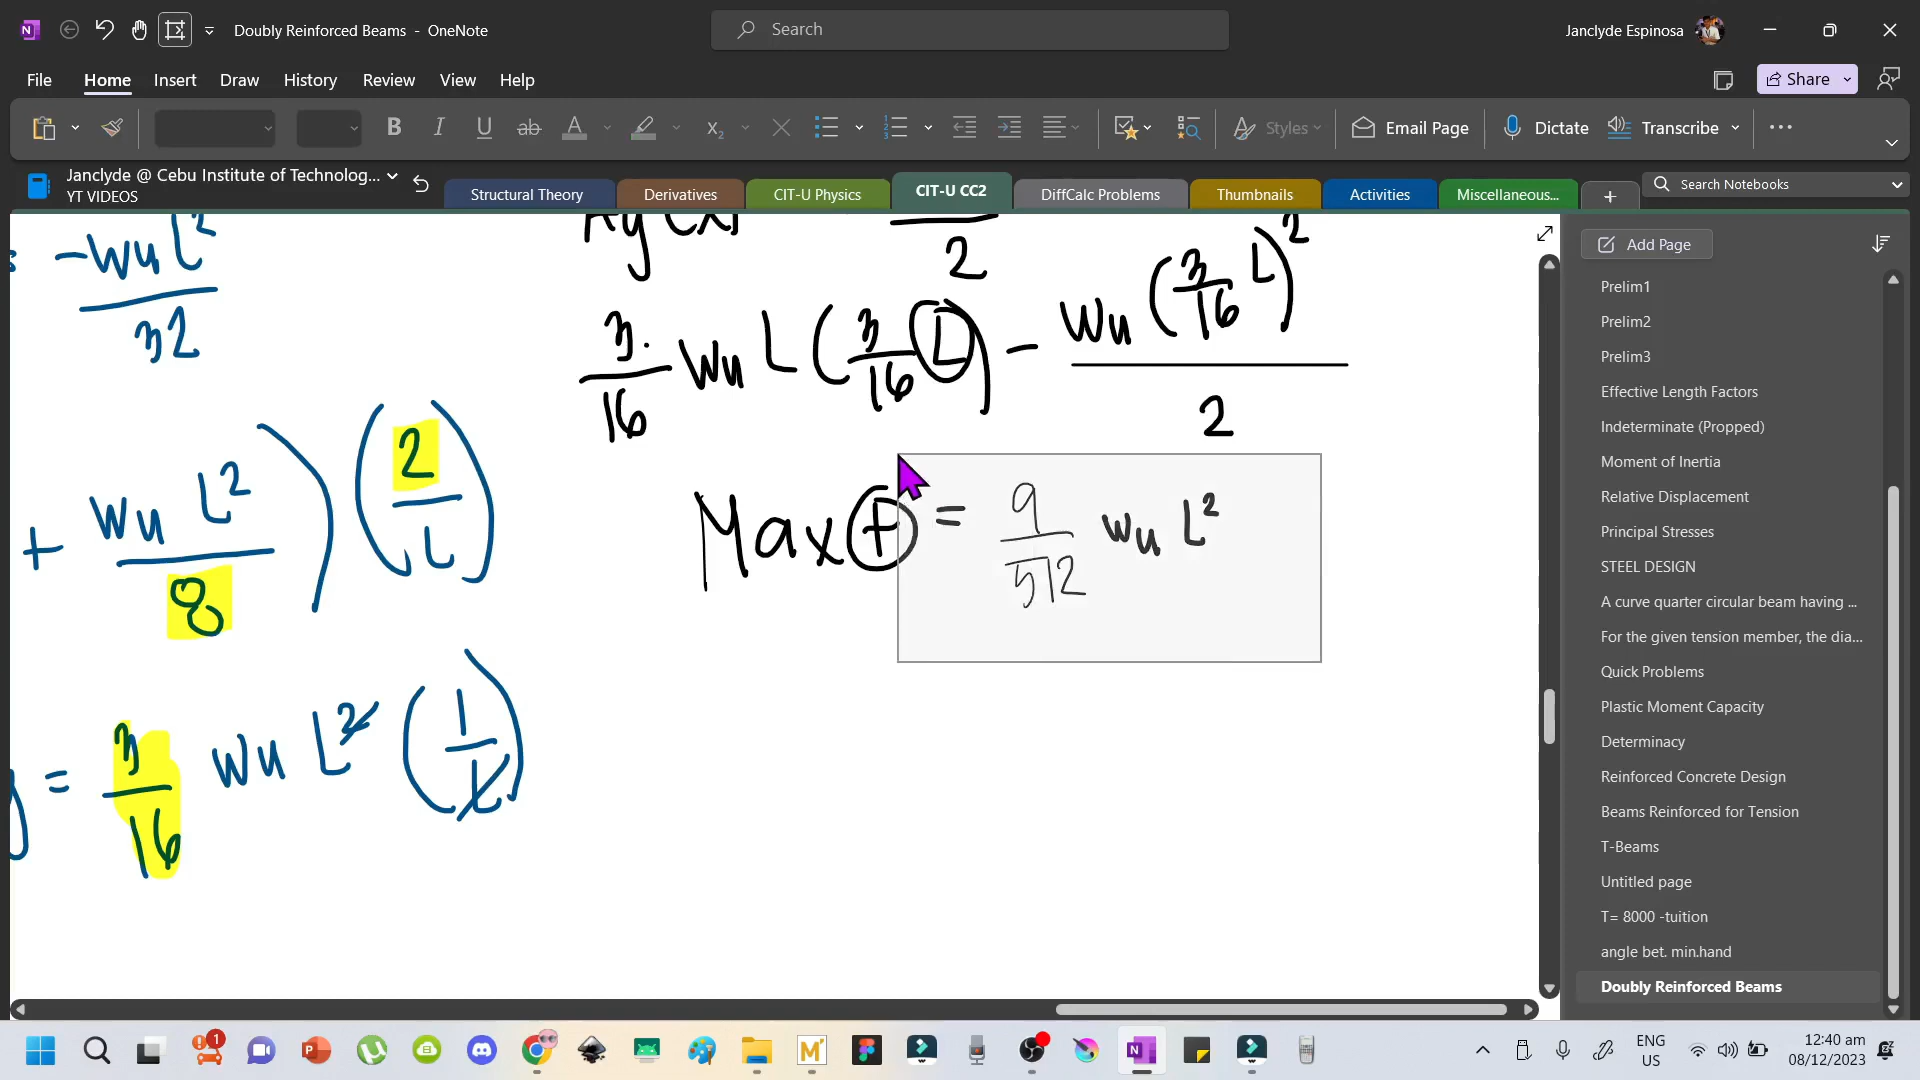 Doubly Reinforced Beams - OneNote
Search
Janclyde Espinosa
File Home Insert Draw History Review View Help
Share
B I U ab A X₂ Styles Email Page Dictate Transcribe
Janclyde @ Cebu Institute of Technolog...
YT VIDEOS
Structural Theory Derivatives CIT-U Physics CIT-U CC2 DiffCalc Problems Thumbnails Activities Miscellaneous... +
Search Notebooks
Add Page
Prelim1
Prelim2
Prelim3
Effective Length Factors
Indeterminate (Propped)
Moment of Inertia
Relative Displacement
Principal Stresses
STEEL DESIGN
A curve quarter circular beam having ...
For the given tension member, the dia...
Quick Problems
Plastic Moment Capacity
Determinacy
Reinforced Concrete Design
Beams Reinforced for Tension
T-Beams
Untitled page
T= 8000 -tuition
angle bet. min.hand
Doubly Reinforced Beams
-Wu L²
32
+ Wu L² / 8 ) ( 2 / L )
= 3/16 Wu L² ( 1 / L )
Ay (x)
2
3/16 Wu L ( 3/16 L ) - Wu ( 3/16 L )² / 2
Max + = 9/512 Wu L²
ENG
US
12:40 am
08/12/2023